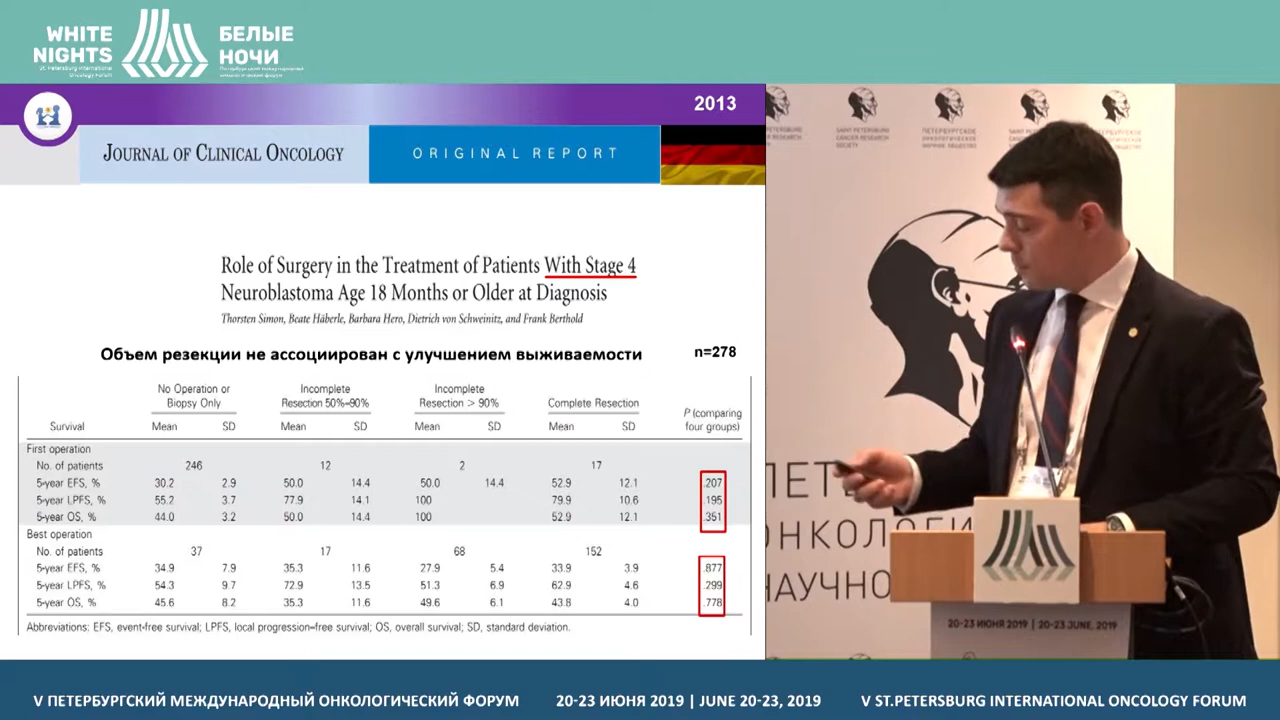 WHITE
NIGHTS
St. Petersburg International
Oncology Forum
БЕЛЫЕ
НОЧИ
Петербургский международный
онкологический форум
2013
JOURNAL OF CLINICAL ONCOLOGY
ORIGINAL REPORT
Role of Surgery in the Treatment of Patients With Stage 4
Neuroblastoma Age 18 Months or Older at Diagnosis
Thorsten Simon, Beate Häberle, Barbara Hero, Dietrich von Schweinitz, and Frank Berthold
Объем резекции не ассоциирован с улучшением выживаемости
n=278
No Operation or Biopsy Only Incomplete Resection 50%-90% Incomplete Resection > 90% Complete Resection P (comparing four groups)
Survival Mean SD Mean SD Mean SD Mean SD
First operation
No. of patients 246 12 2 17
5-year EFS, % 30.2 2.9 50.0 14.4 50.0 14.4 52.9 12.1 .207
5-year LPFS, % 55.2 3.7 77.9 14.1 100 79.9 10.6 .195
5-year OS, % 44.0 3.2 50.0 14.4 100 52.9 12.1 .351
Best operation
No. of patients 37 17 68 152
5-year EFS, % 34.9 7.9 35.3 11.6 27.9 5.4 33.9 3.9 .877
5-year LPFS, % 54.3 9.7 72.9 13.5 51.3 6.9 62.9 4.6 .299
5-year OS, % 45.6 8.2 35.3 11.6 49.6 6.1 43.8 4.0 .778
Abbreviations: EFS, event-free survival; LPFS, local progression-free survival; OS, overall survival; SD, standard deviation.
SAINT PETERSBURG
CANCER RESEARCH
SOCIETY
ПЕТЕРБУРГСКОЕ
ОНКОЛОГИЧЕСКОЕ
НАУЧНОЕ ОБЩЕСТВО
ПЕТЕ
ОНКОЛОГИ
НАУЧНО
20-23 ИЮНЯ 2019 | 20-23 JUNE, 2019
V ПЕТЕРБУРГСКИЙ МЕЖДУНАРОДНЫЙ ОНКОЛОГИЧЕСКИЙ ФОРУМ 20-23 ИЮНЯ 2019 | JUNE 20-23, 2019 V ST.PETERSBURG INTERNATIONAL ONCOLOGY FORUM